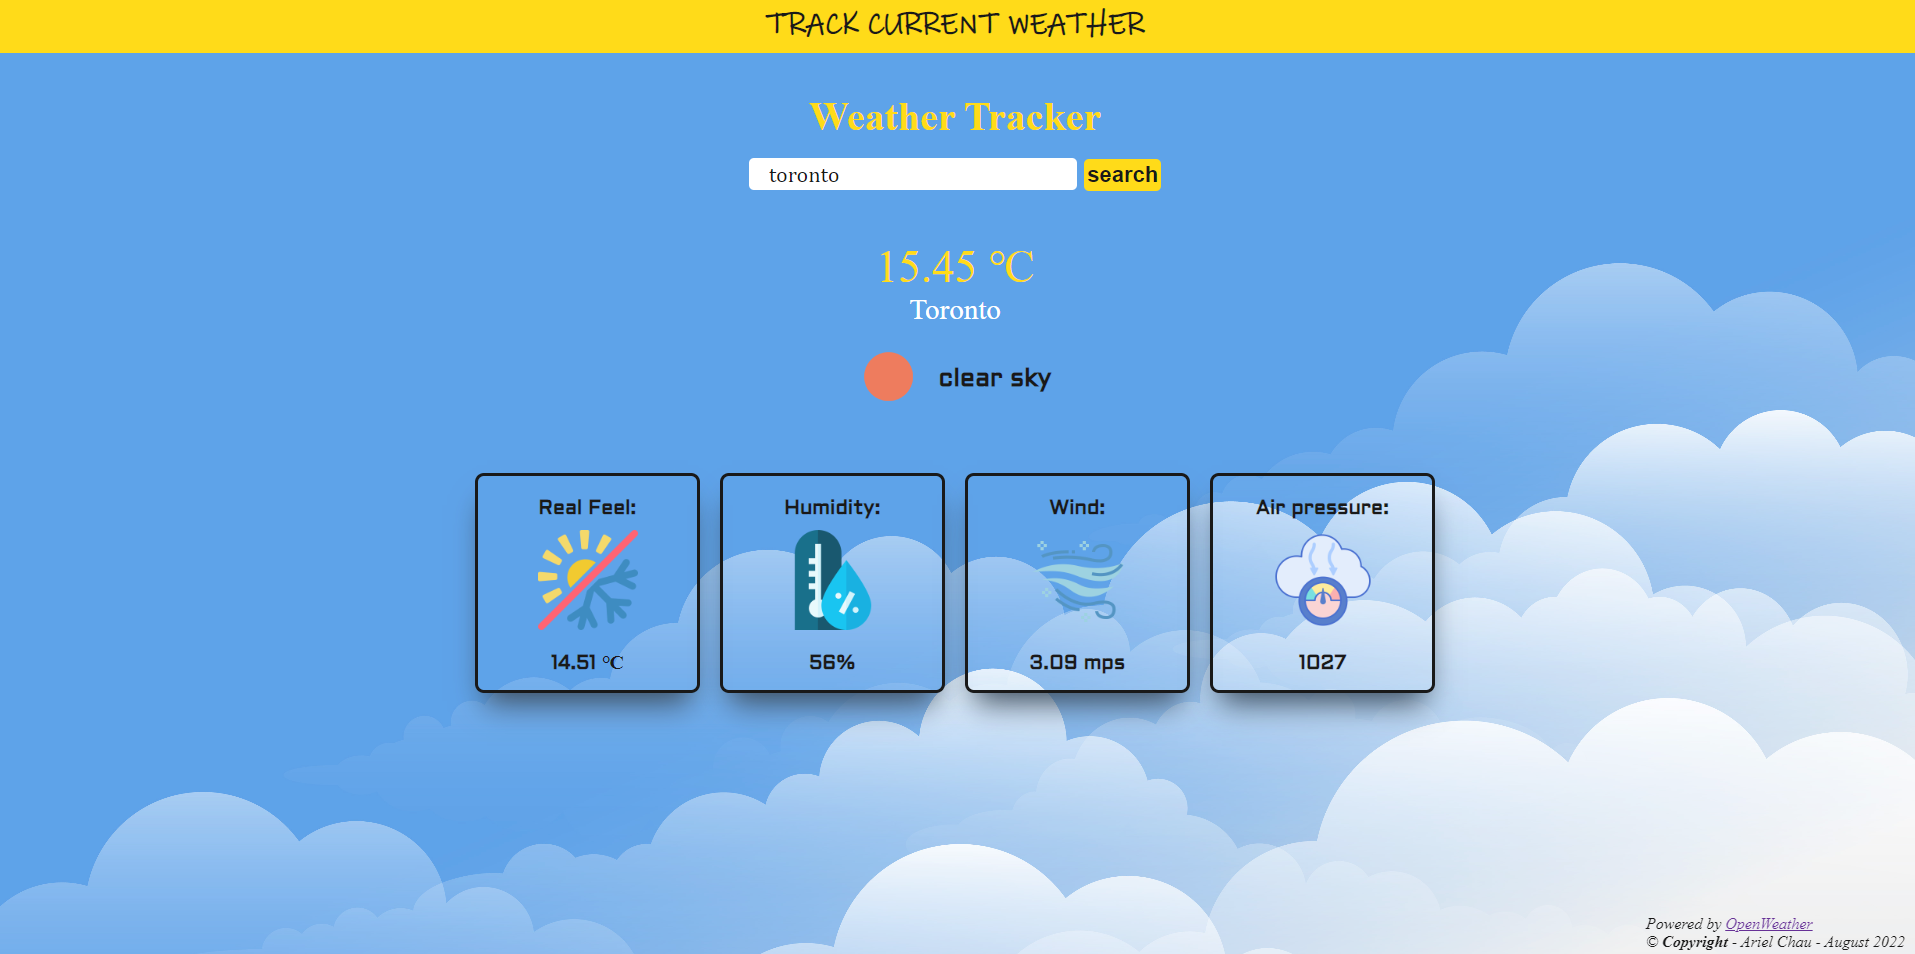 TRACK CURRENT WEATHER
Weather Tracker
toronto search
15.45 °C
Toronto
clear sky
Real Feel: Humidity: Wind: Air pressure:
14.51 °C 56% 3.09 mps 1027
Powered by OpenWeather
© Copyright - Ariel Chau - August 2022